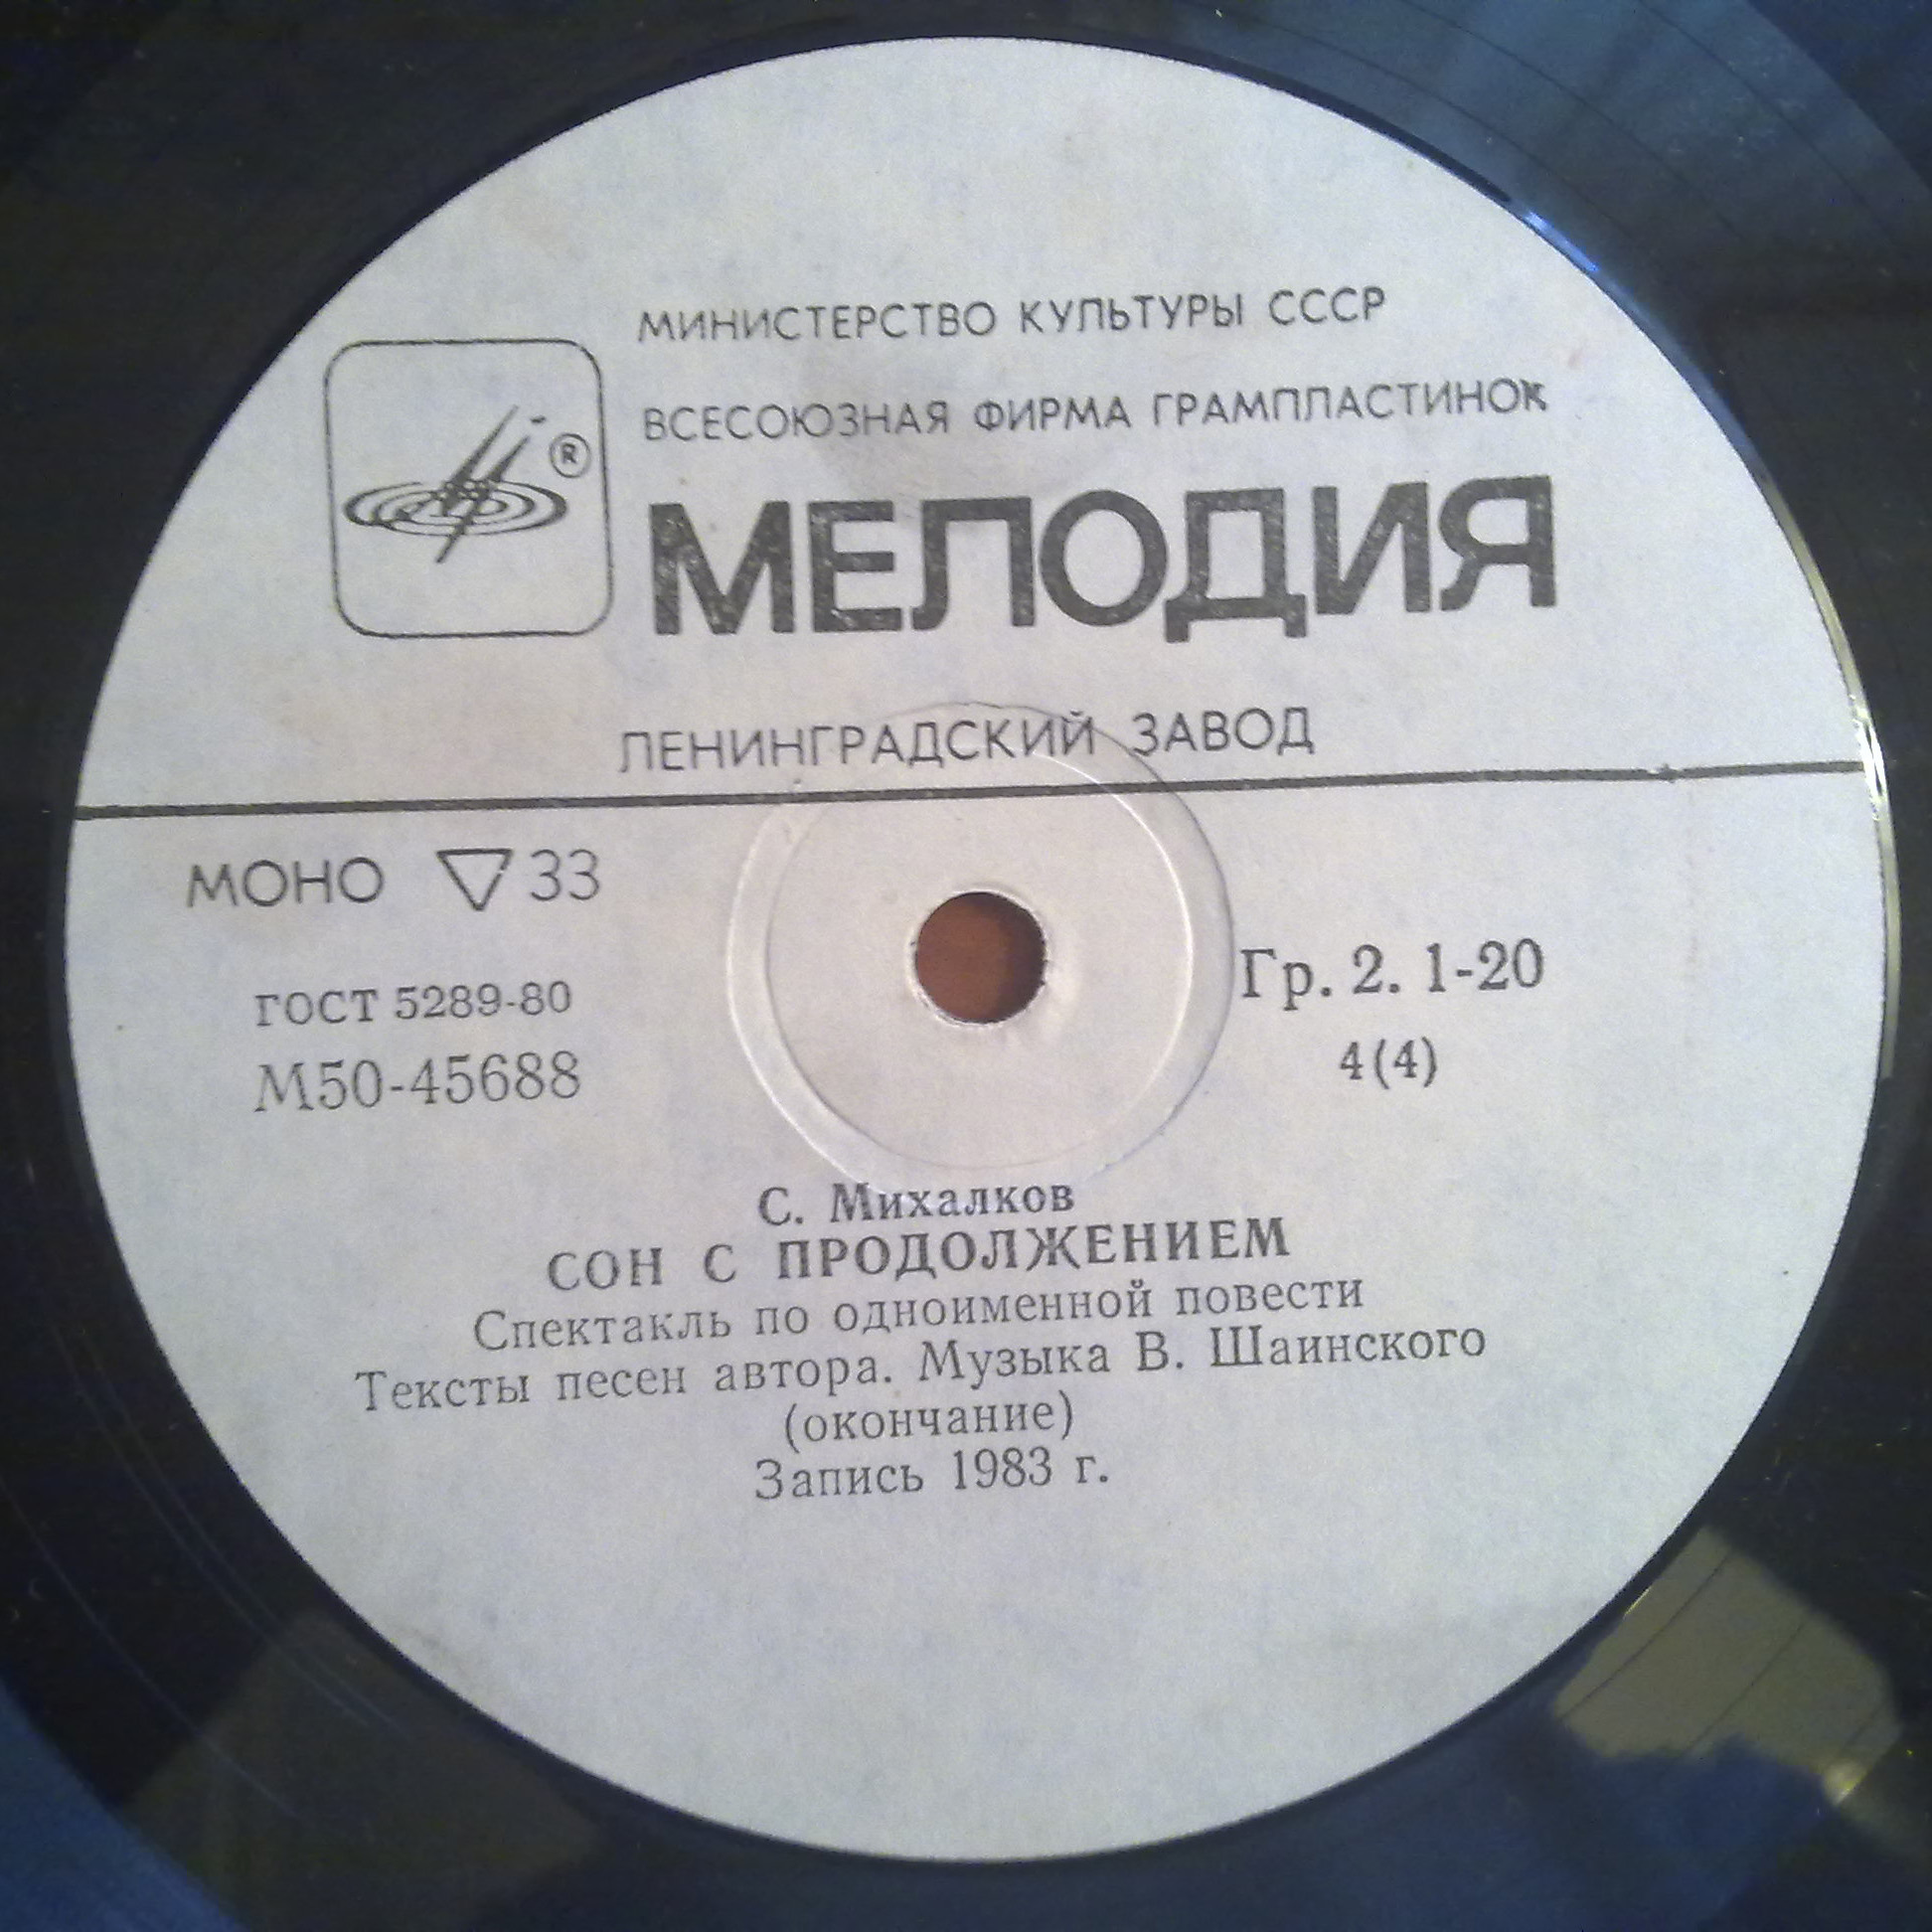 МИНИСТЕРСТВО КУЛЬТУРЫ СССР
ВСЕСОЮЗНАЯ ФИРМА ГРАМПЛАСТИНОК
®
МЕЛОДИЯ
ЛЕНИНГРАДСКИЙ ЗАВОД
МОНО ▽33
ГОСТ 5289-80
М50-45688
Гр. 2. 1-20
4(4)
С. Михалков
СОН С ПРОДОЛЖЕНИЕМ
Спектакль по одноименной повести
Тексты песен автора. Музыка В. Шаинского
(окончание)
Запись 1983 г.